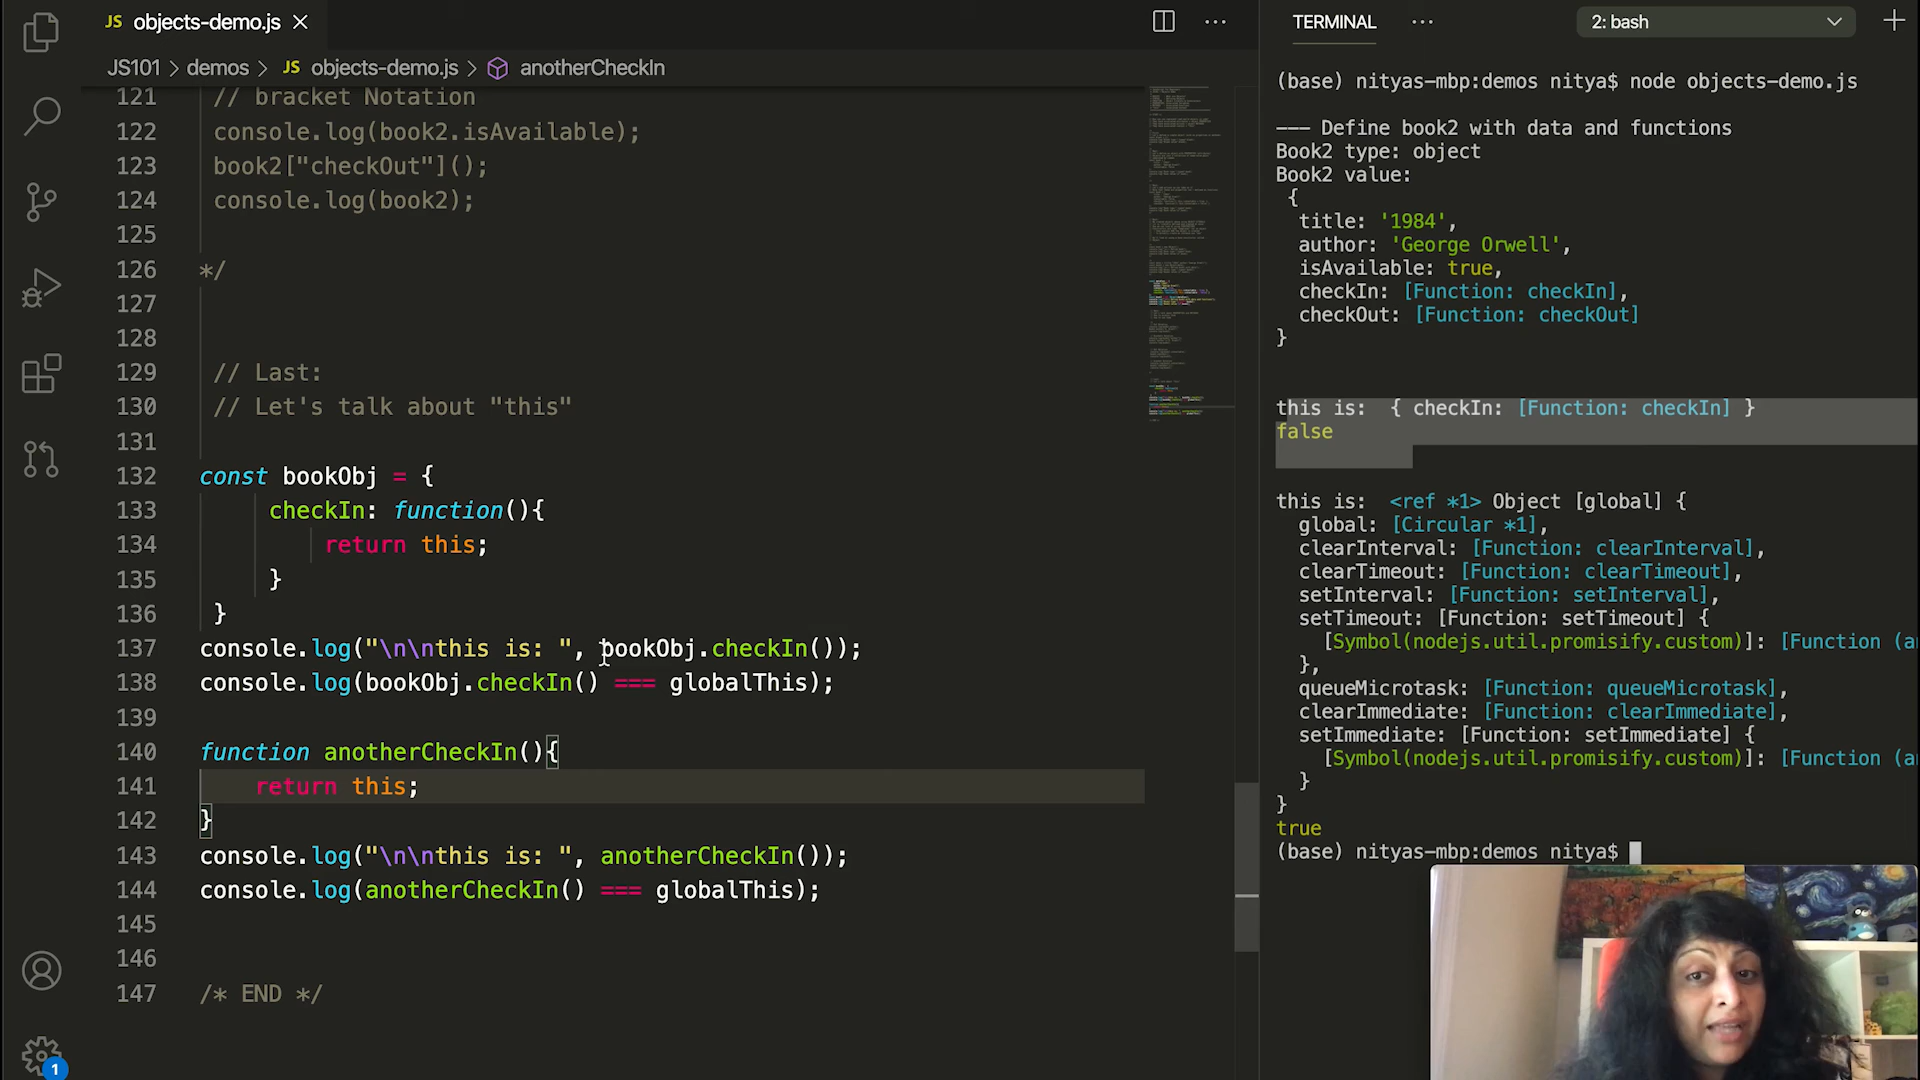 JS objects-demo.js
JS101 > demos > JS objects-demo.js > anotherCheckIn
121 // bracket Notation
122 console.log(book2.isAvailable);
123 book2["checkOut"]();
124 console.log(book2);
125
126 */
127
128
129 // Last:
130 // Let's talk about "this"
131
132 const bookObj = {
133 checkIn: function(){
134 return this;
135 }
136 }
137 console.log("\n\nthis is: ", bookObj.checkIn());
138 console.log(bookObj.checkIn() === globalThis);
139
140 function anotherCheckIn(){
141 return this;
142 }
143 console.log("\n\nthis is: ", anotherCheckIn());
144 console.log(anotherCheckIn() === globalThis);
145
146
147 /* END */
1
TERMINAL
2: bash
(base) nityas-mbp:demos nitya$ node objects-demo.js
--- Define book2 with data and functions
Book2 type: object
Book2 value:
{
title: '1984',
author: 'George Orwell',
isAvailable: true,
checkIn: [Function: checkIn],
checkOut: [Function: checkOut]
}
this is:  { checkIn: [Function: checkIn] }
false
this is:  <ref *1> Object [global] {
global: [Circular *1],
clearInterval: [Function: clearInterval],
clearTimeout: [Function: clearTimeout],
setInterval: [Function: setInterval],
setTimeout: [Function: setTimeout] {
[Symbol(nodejs.util.promisify.custom)]: [Function (a
},
queueMicrotask: [Function: queueMicrotask],
clearImmediate: [Function: clearImmediate],
setImmediate: [Function: setImmediate] {
[Symbol(nodejs.util.promisify.custom)]: [Function (a
}
}
true
(base) nityas-mbp:demos nitya$